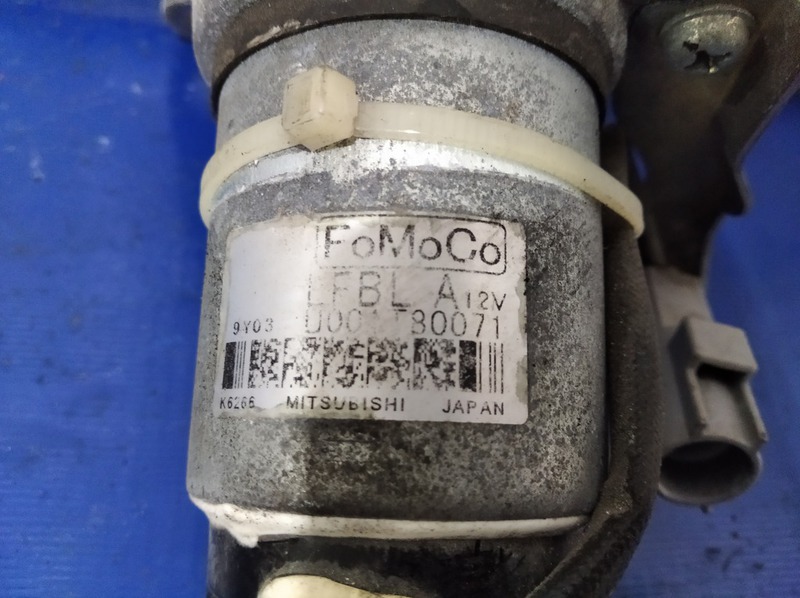 FoMoCo
LFBL A 12V
9Y03
K6266 MITSUBISHI JAPAN